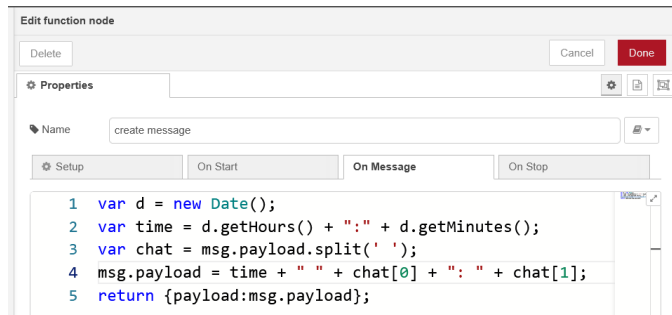 Edit function node
Delete Cancel Done
Properties
Name create message
Setup On Start On Message On Stop
1 var d = new Date();
2 var time = d.getHours() + ":" + d.getMinutes();
3 var chat = msg.payload.split(' ');
4 msg.payload = time + " " + chat[0] + ": " + chat[1];
5 return {payload:msg.payload};